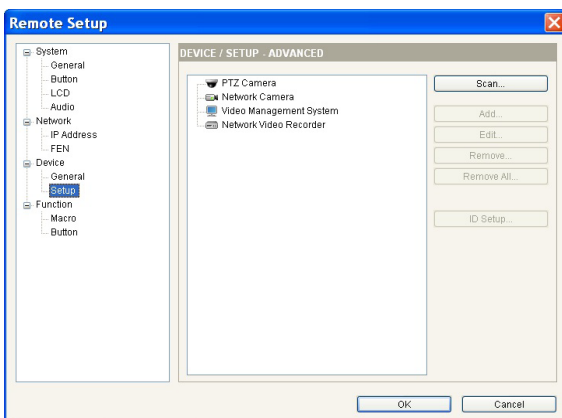 Remote Setup
System
General
Button
LCD
Audio
Network
IP Address
FEN
Device
General
Setup
Function
Macro
Button
DEVICE / SETUP - ADVANCED
PTZ Camera
Network Camera
Video Management System
Network Video Recorder
Scan...
Add...
Edit...
Remove...
Remove All...
ID Setup...
OK
Cancel